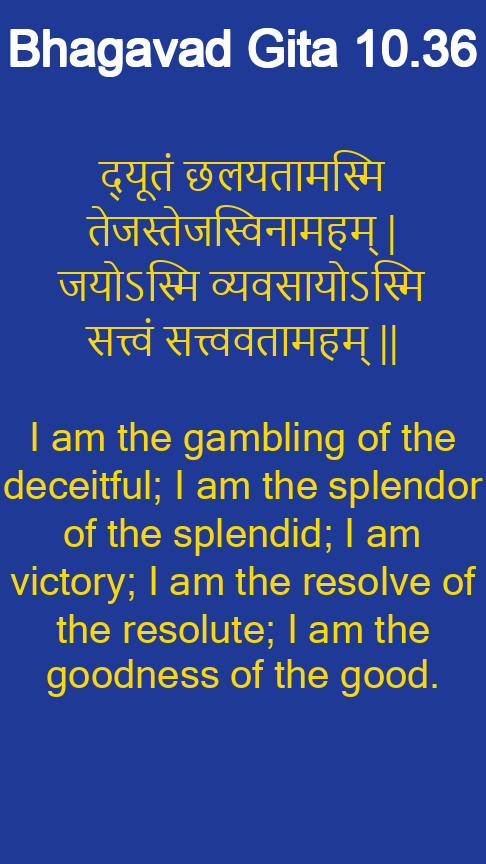 Bhagavad Gita 10.36
द्यूतं छलयतामस्मि
तेजस्तेजस्विनामहम् |
जयोऽस्मि व्यवसायोऽस्मि
सत्त्वं सत्त्ववतामहम् ||
I am the gambling of the
deceitful; I am the splendor
of the splendid; I am
victory; I am the resolve of
the resolute; I am the
goodness of the good.